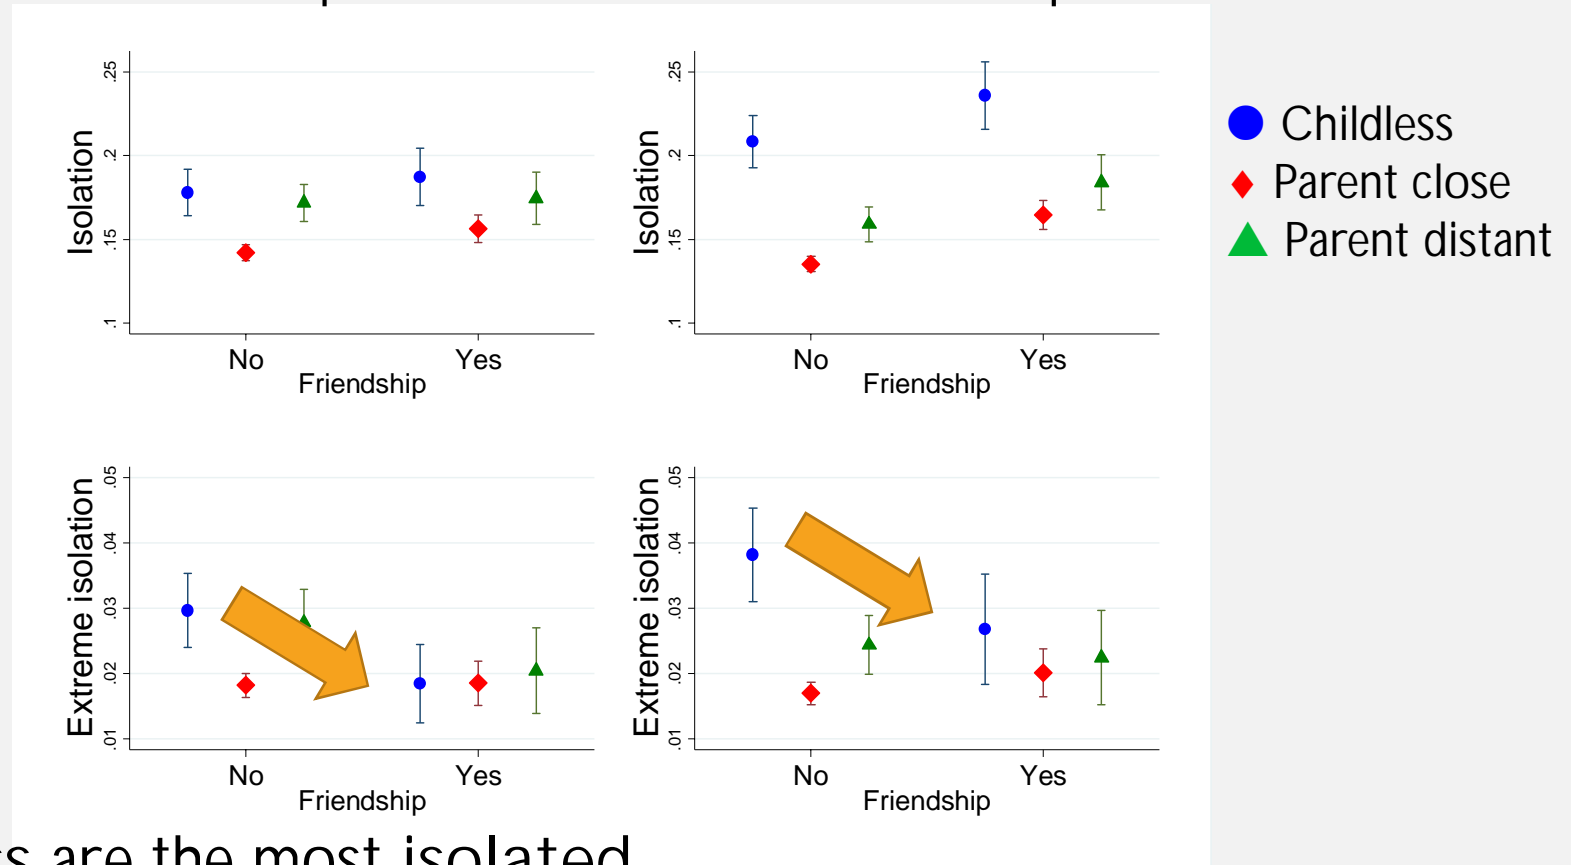 .25
.2
.15
.1
Isolation
No
Yes
Friendship
.25
.2
.15
.1
Isolation
No
Yes
Friendship
Childless
Parent close
Parent distant
.05
.04
.03
.02
.01
Extreme isolation
No
Yes
Friendship
.05
.04
.03
.02
.01
Extreme isolation
No
Yes
Friendship
are the most isolated